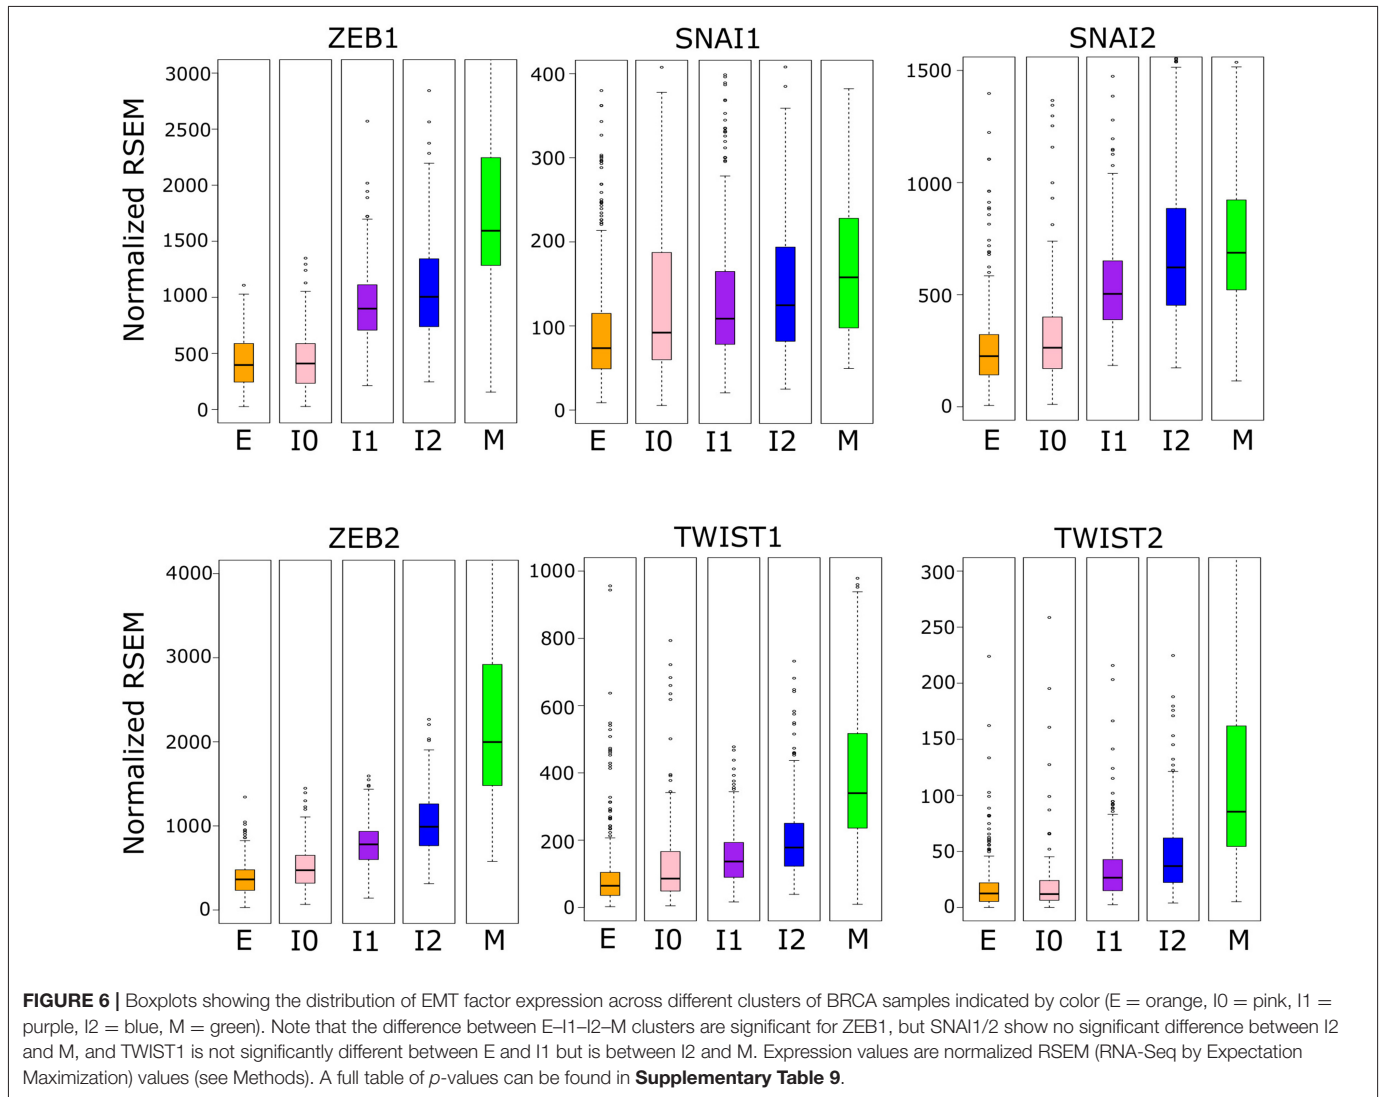 ZEB1
SNAI1
SNAI2
Normalized RSEM
3000
2500
2000
1500
1000
500
0
400
300
200
100
0
1500
1000
500
0
E I0 I1 I2 M
E I0 I1 I2 M
E I0 I1 I2 M
ZEB2
TWIST1
TWIST2
Normalized RSEM
4000
3000
2000
1000
0
1000
800
600
400
200
0
300
250
200
150
100
50
0
E I0 I1 I2 M
E I0 I1 I2 M
E I0 I1 I2 M
FIGURE 6 | Boxplots showing the distribution of EMT factor expression across different clusters of BRCA samples indicated by color (E = orange, I0 = pink, I1 =
purple, I2 = blue, M = green). Note that the difference between E–I1–I2–M clusters are significant for ZEB1, but SNAI1/2 show no significant difference between I2
and M, and TWIST1 is not significantly different between E and I1 but is between I2 and M. Expression values are normalized RSEM (RNA-Seq by Expectation
Maximization) values (see Methods). A full table of p-values can be found in Supplementary Table 9.